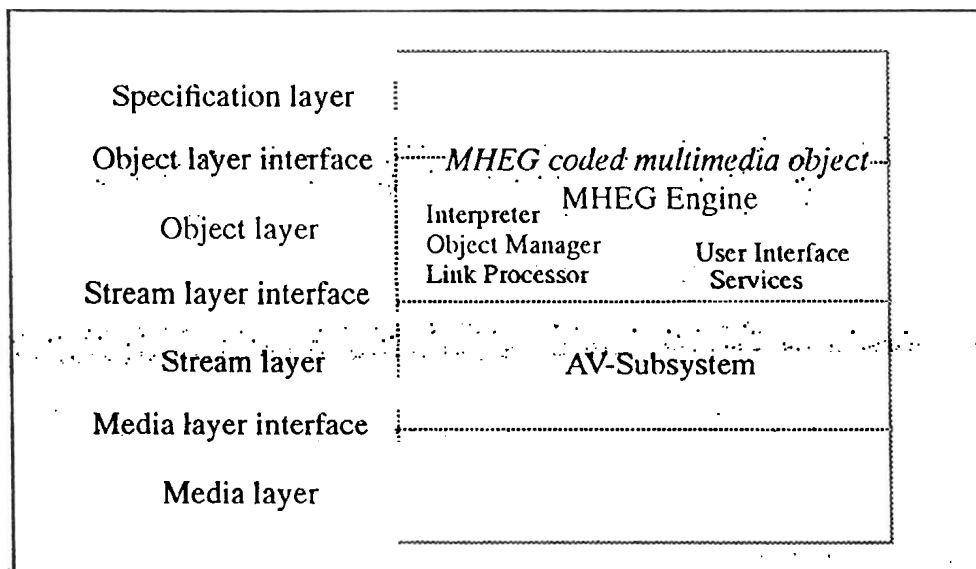 Specification layer
Object layer interface
MHEG coded multimedia object
MHEG Engine
Object layer
Interpreter
Object Manager
Link Processor
User Interface
Services
Stream layer interface
Stream layer
AV-Subsystem
Media layer interface
Media layer